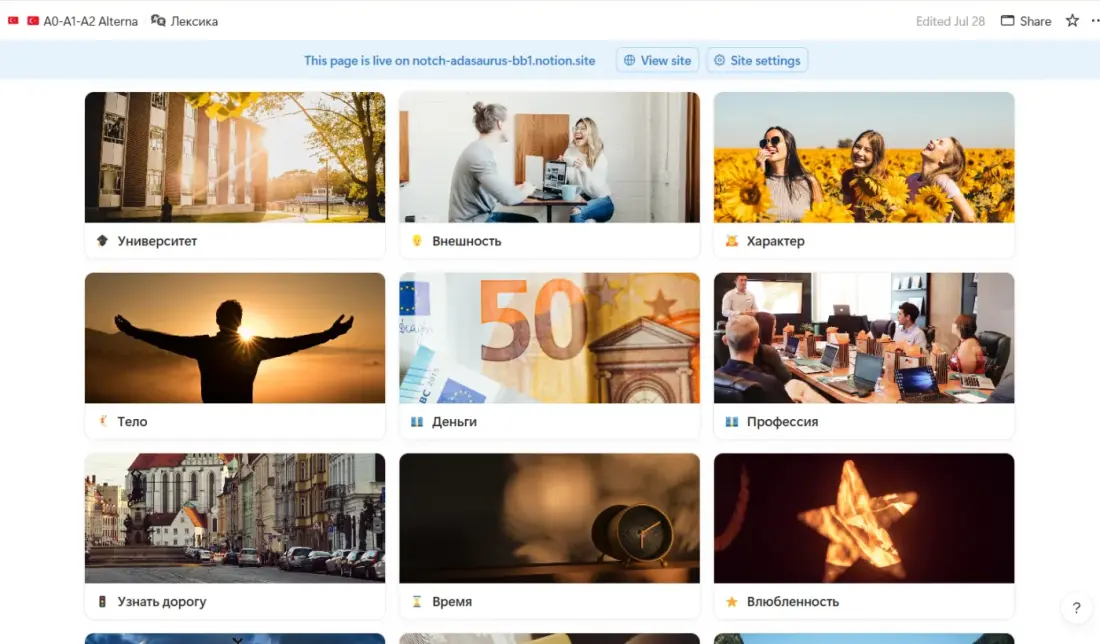 A0-A1-A2 Alterna
Лексика
Edited Jul 28
Share
This page is live on notch-adasaurus-bb1.notion.site
View site
Site settings
Университет
Внешность
Характер
50
Тело
Деньги
Профессия
Узнать дорогу
Время
Влюбленность
?